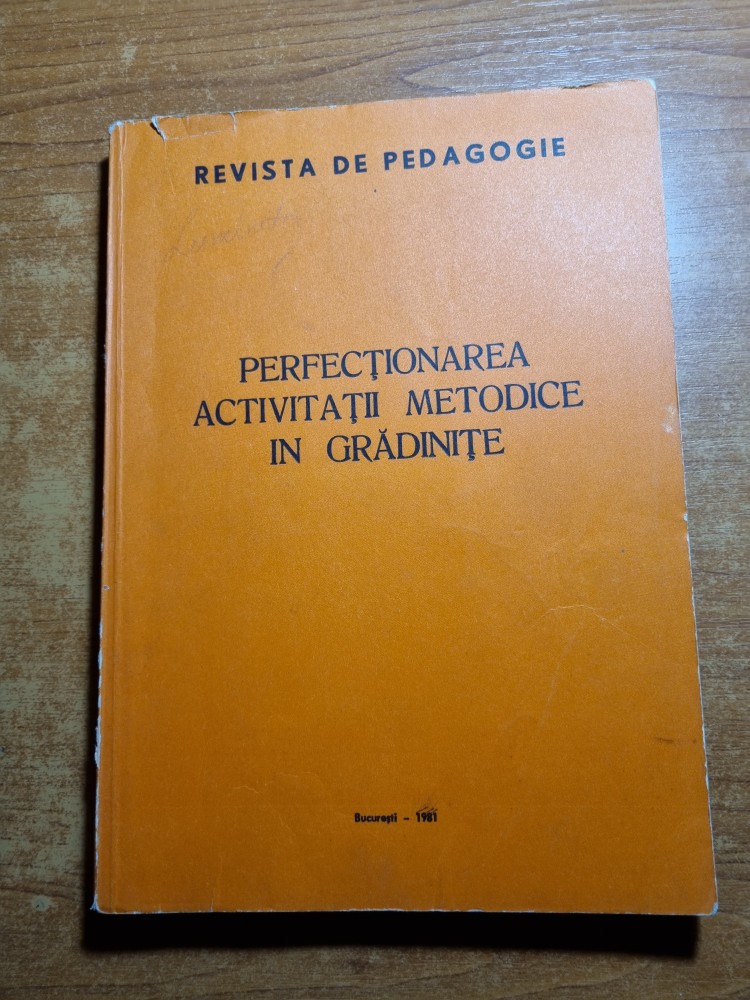 REVISTA DE PEDAGOGIE
PERFECŢIONAREA
ACTIVITAŢII METODICE
IN GRĂDINIŢE
Bucureşti – 1981